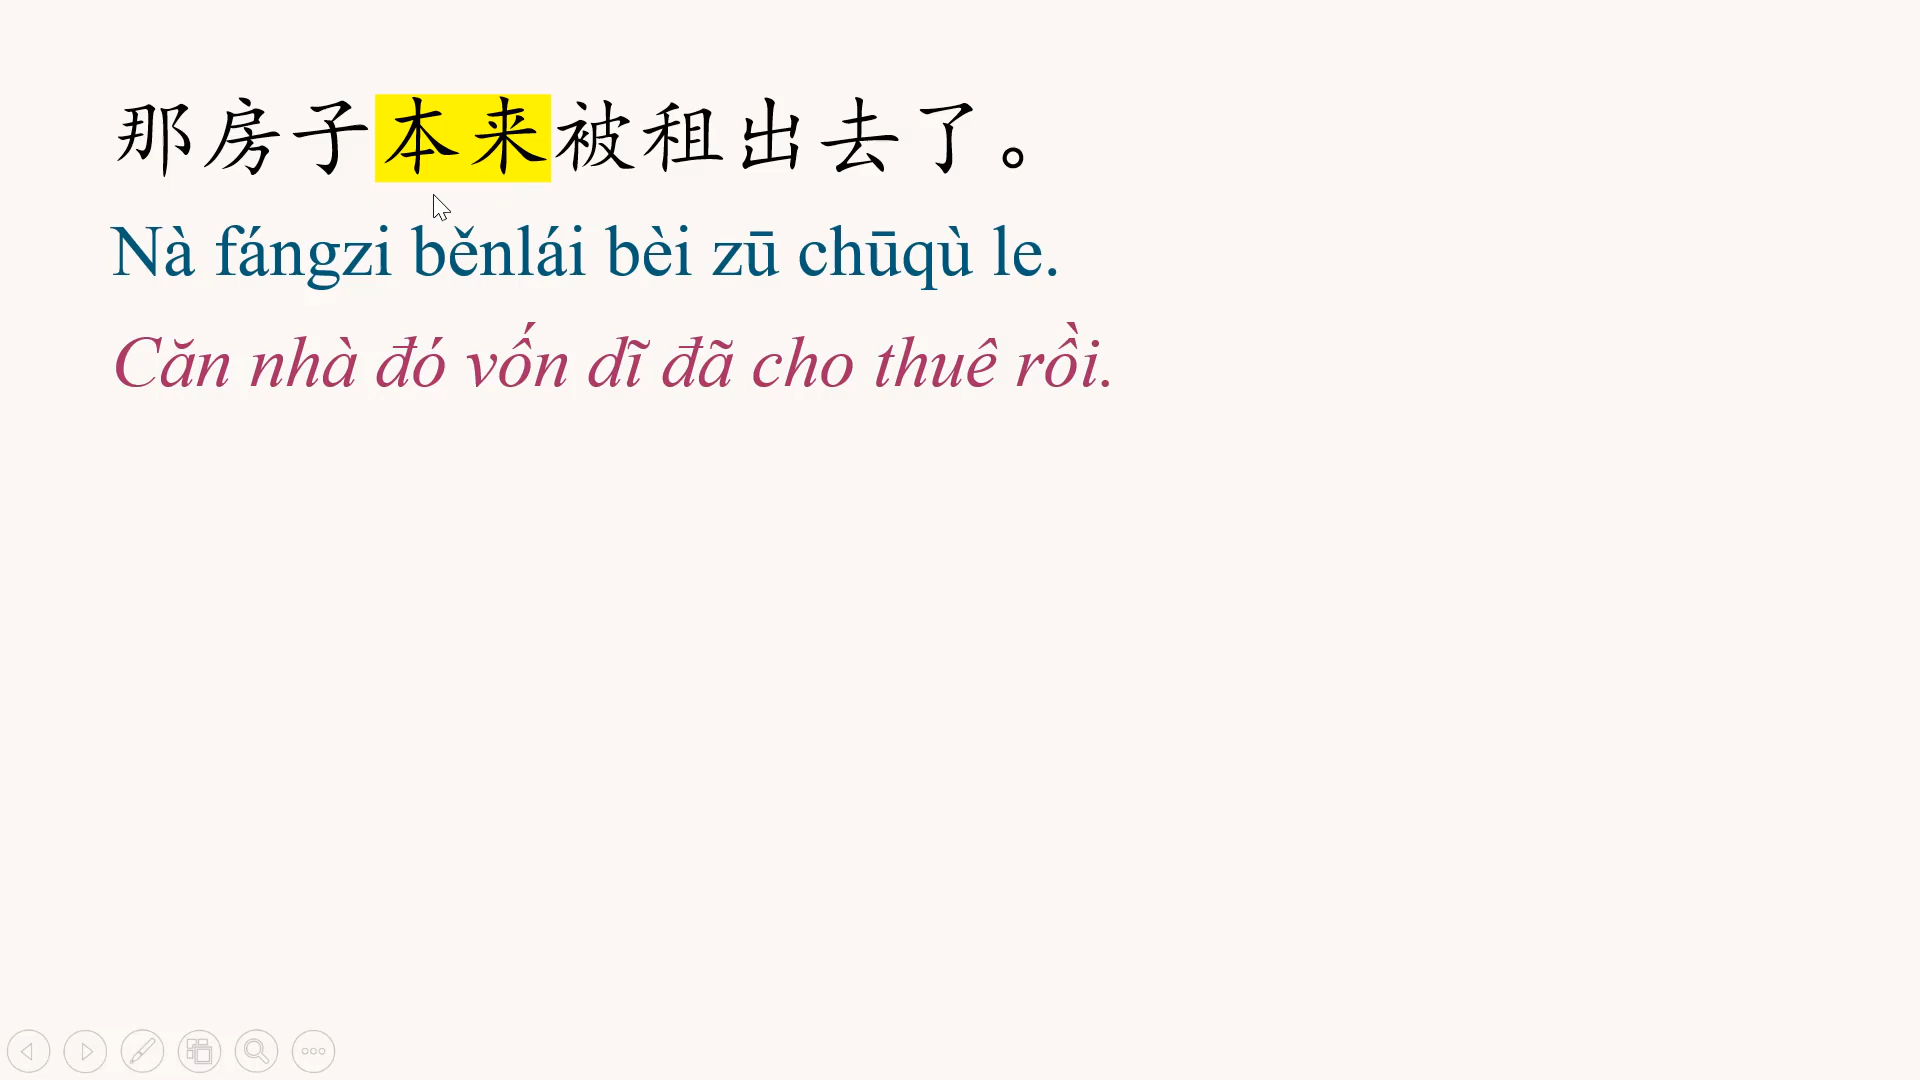 那房子本来被租出去了。
Nà fángzi běnlái bèi zū chūqù le.
Căn nhà đó vốn dĩ đã cho thuê rồi.